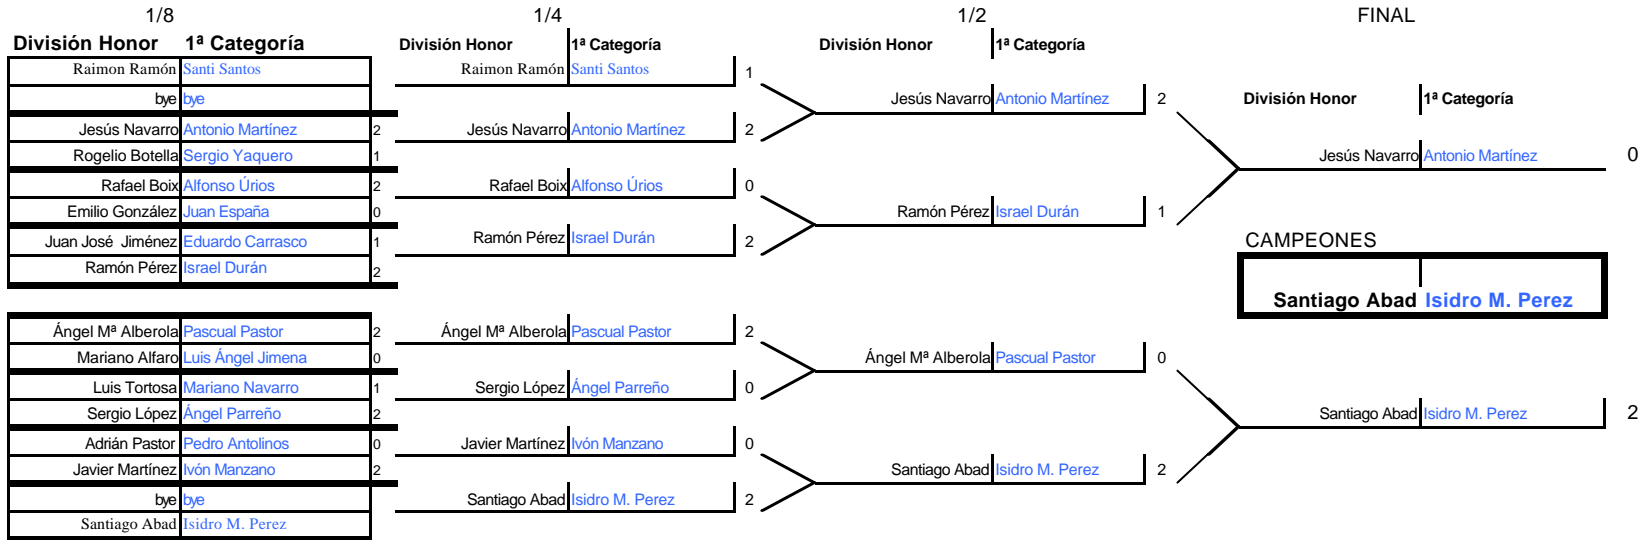 1/8
División Honor 1ª Categoría
Raimon Ramón Santi Santos
bye bye
Jesús Navarro Antonio Martínez 2
Rogelio Botella Sergio Yaquero 1
Rafael Boix Alfonso Úrios 2
Emilio González Juan España 0
Juan José Jiménez Eduardo Carrasco 1
Ramón Pérez Israel Durán 2
Ángel Mª Alberola Pascual Pastor 2
Mariano Alfaro Luis Ángel Jimena 0
Luis Tortosa Mariano Navarro 1
Sergio López Ángel Parreño 2
Adrián Pastor Pedro Antolinos 0
Javier Martínez Ivón Manzano 2
bye bye
Santiago Abad Isidro M. Perez
1/4
División Honor 1ª Categoría
Raimon Ramón Santi Santos 1
Jesús Navarro Antonio Martínez 2
Rafael Boix Alfonso Úrios 0
Ramón Pérez Israel Durán 2
Ángel Mª Alberola Pascual Pastor 2
Sergio López Ángel Parreño 0
Javier Martínez Ivón Manzano 0
Santiago Abad Isidro M. Perez 2
1/2
División Honor 1ª Categoría
Jesús Navarro Antonio Martínez 2
Ramón Pérez Israel Durán 1
Ángel Mª Alberola Pascual Pastor 0
Santiago Abad Isidro M. Perez 2
FINAL
División Honor 1ª Categoría
Jesús Navarro Antonio Martínez 0
CAMPEONES
Santiago Abad Isidro M. Perez
Santiago Abad Isidro M. Perez 2